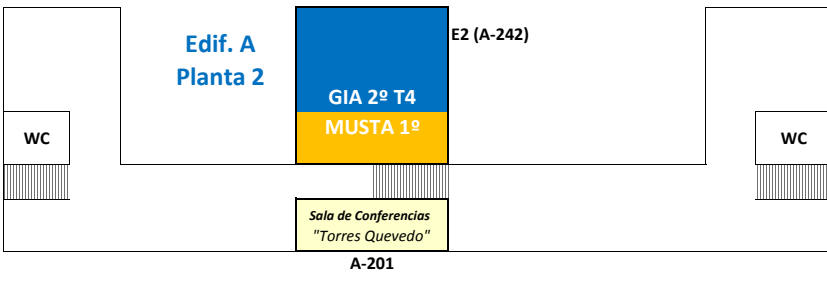 Edif. A
Planta 2
E2 (A-242)
GIA 2º T4
MUSTA 1º
WC
WC
Sala de Conferencias
"Torres Quevedo"
A-201